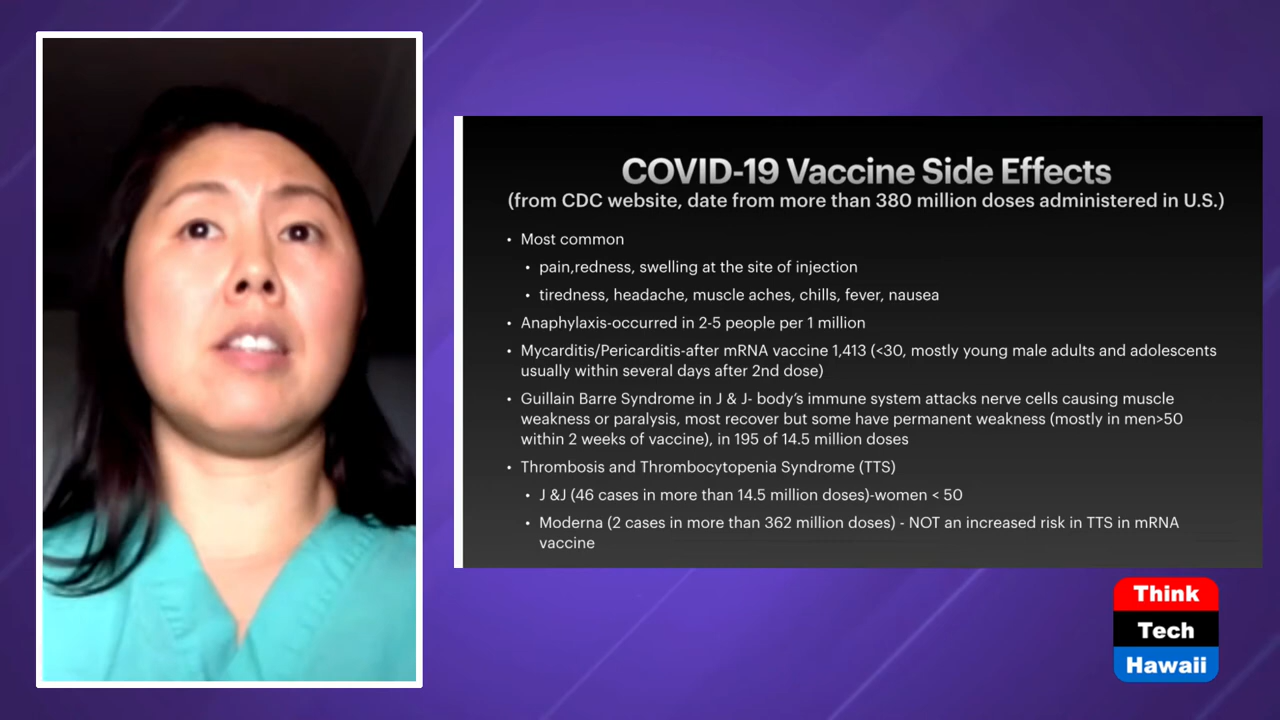 COVID-19 Vaccine Side Effects
(from CDC website, date from more than 380 million doses administered in U.S.)
• Most common
• pain,redness, swelling at the site of injection
• tiredness, headache, muscle aches, chills, fever, nausea
• Anaphylaxis-occurred in 2-5 people per 1 million
• Mycarditis/Pericarditis-after mRNA vaccine 1,413 (<30, mostly young male adults and adolescents
usually within several days after 2nd dose)
• Guillain Barre Syndrome in J & J- body's immune system attacks nerve cells causing muscle
weakness or paralysis, most recover but some have permanent weakness (mostly in men>50
within 2 weeks of vaccine), in 195 of 14.5 million doses
• Thrombosis and Thrombocytopenia Syndrome (TTS)
• J &J (46 cases in more than 14.5 million doses)-women < 50
• Moderna (2 cases in more than 362 million doses) - NOT an increased risk in TTS in mRNA
vaccine
Think
Tech
Hawaii